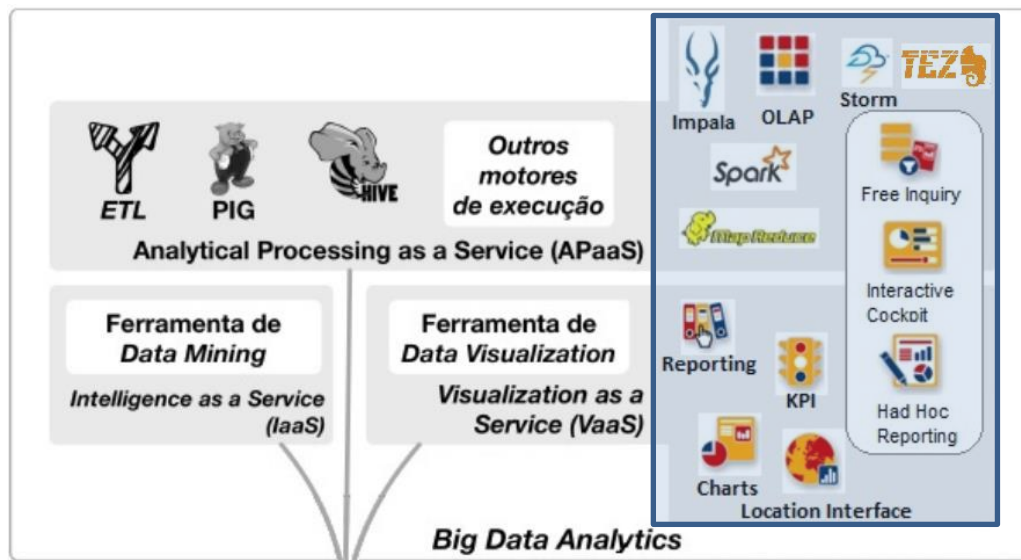 ETL
PIG
HIVE
Outros
motores
de execução
Analytical Processing as a Service (APaaS)
Ferramenta de
Data Mining
Intelligence as a Service
(IaaS)
Ferramenta de
Data Visualization
Visualization as a
Service (VaaS)
Big Data Analytics
Impala
OLAP
Storm
TEZ
Spark
MapReduce
Free Inquiry
Interactive
Cockpit
Had Hoc
Reporting
Reporting
KPI
Charts
Location Interface